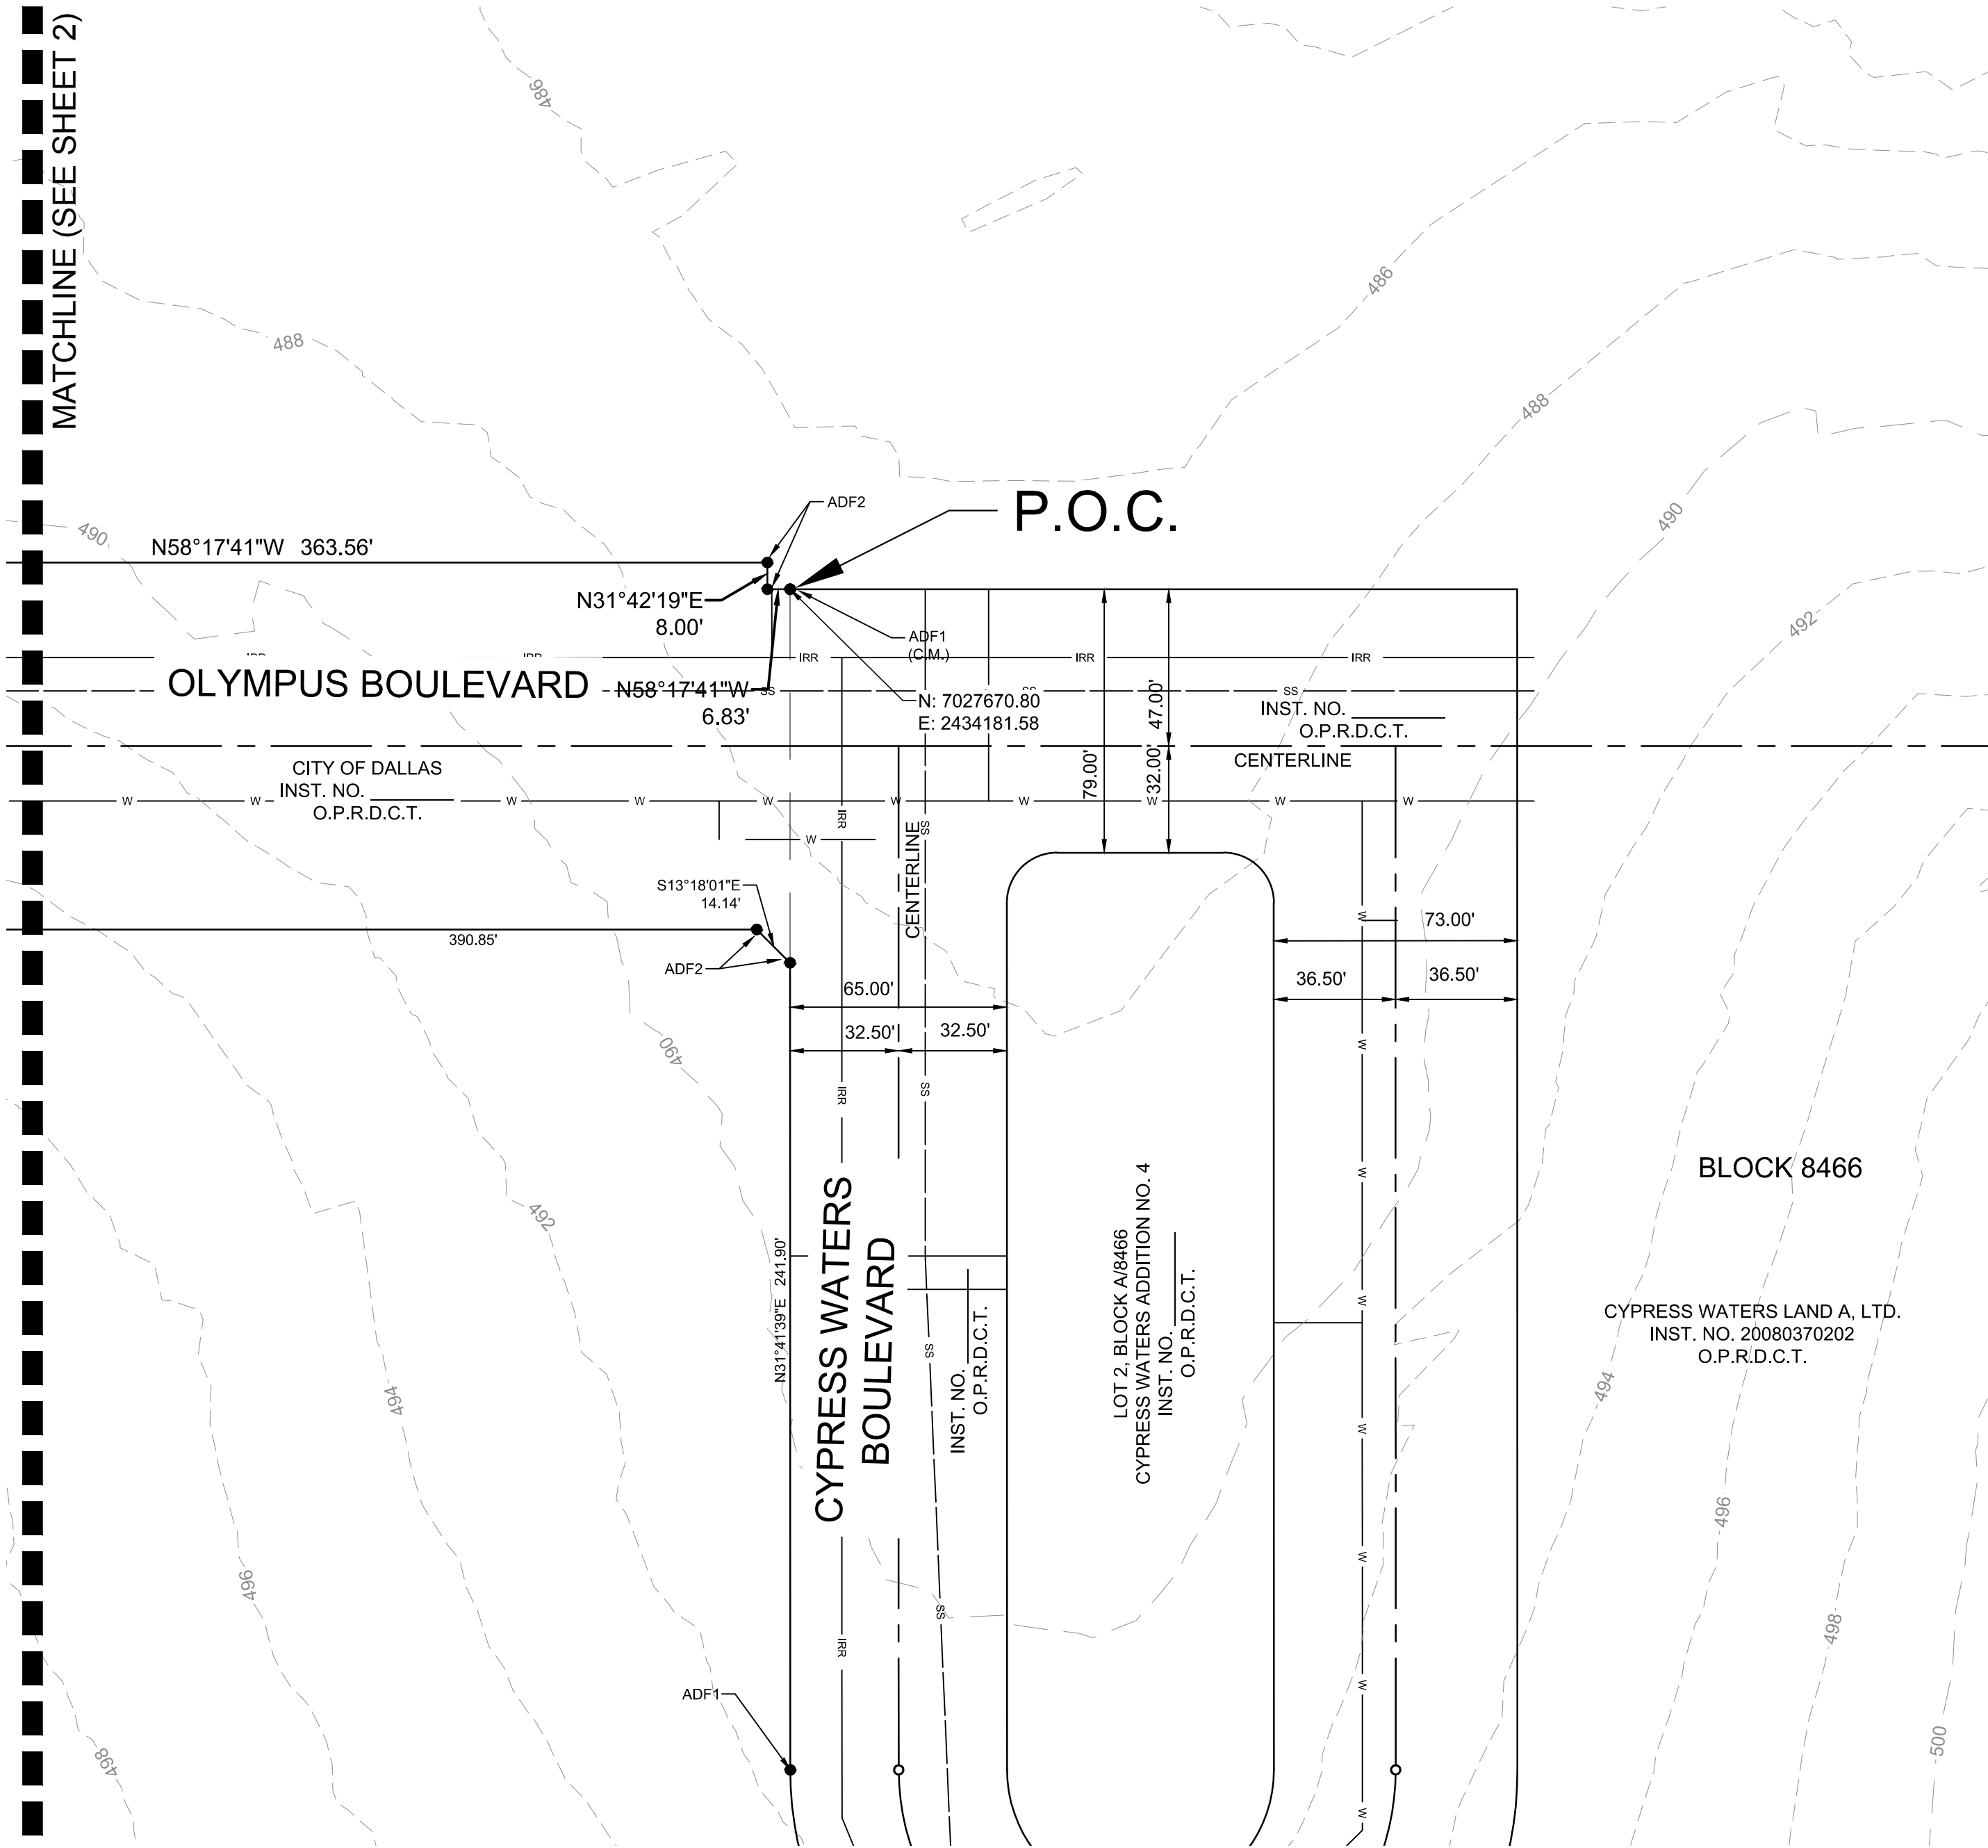 MATCHLINE (SEE SHEET 2)
486
488
486
488
490
490
492
ADF2
P.O.C.
N58°17'41"W 363.56'
N31°42'19"E
8.00'
ADF1
(C.M.)
IRR
IRR
IRR
IRR
IRR
OLYMPUS BOULEVARD
N58°17'41"W
6.83'
SS
SS
SS
N: 7027670.80
E: 2434181.58
47.00'
79.00'
32.00
INST. NO.
O.P.R.D.C.T.
CENTERLINE
CITY OF DALLAS
INST. NO.
O.P.R.D.C.T.
W
W
W
W
W
W
W
W
W
W
W
IRR
SS
CENTERLINE
S13°18'01"E
14.14'
390.85'
ADF2
W
73.00'
36.50'
36.50'
65.00'
32.50'
32.50'
490
IRR
SS
W
W
BLOCK 8466
492
N31°41'39"E 241.90'
CYPRESS WATERS
BOULEVARD
SS
INST. NO.
O.P.R.D.C.T.
LOT 2, BLOCK A/8466
CYPRESS WATERS ADDITION NO. 4
INST. NO.
O.P.R.D.C.T.
W
W
CYPRESS WATERS LAND A, LTD.
INST. NO. 20080370202
O.P.R.D.C.T.
494
494
496
W
496
SS
IRR
498
W
W
ADF1
498
500
W